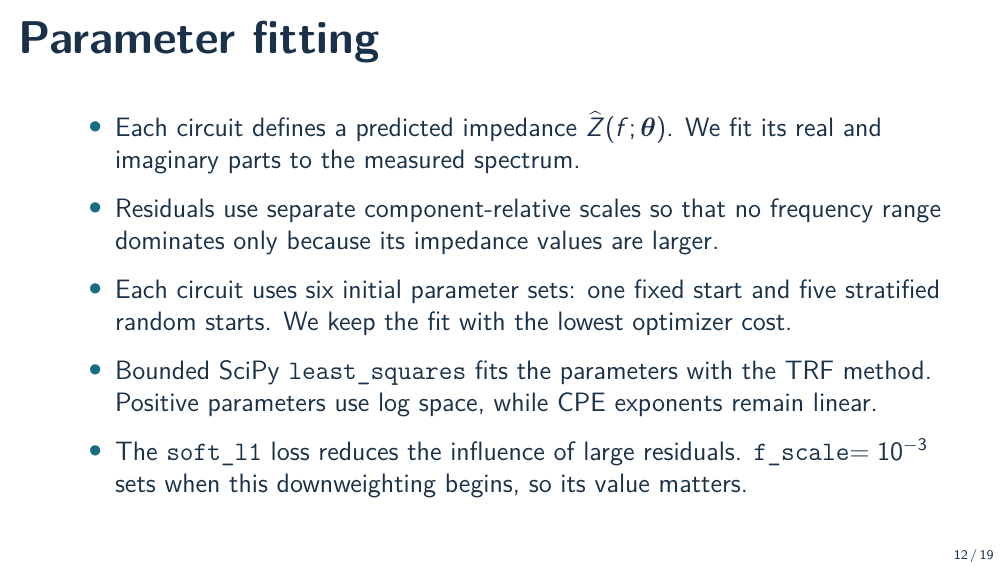 Parameter fitting
• Each circuit defines a predicted impedance Ẑ(f; θ). We fit its real and
imaginary parts to the measured spectrum.
• Residuals use separate component-relative scales so that no frequency range
dominates only because its impedance values are larger.
• Each circuit uses six initial parameter sets: one fixed start and five stratified
random starts. We keep the fit with the lowest optimizer cost.
• Bounded SciPy least_squares fits the parameters with the TRF method.
Positive parameters use log space, while CPE exponents remain linear.
• The soft_l1 loss reduces the influence of large residuals. f_scale= 10⁻³
sets when this downweighting begins, so its value matters.
12 / 19